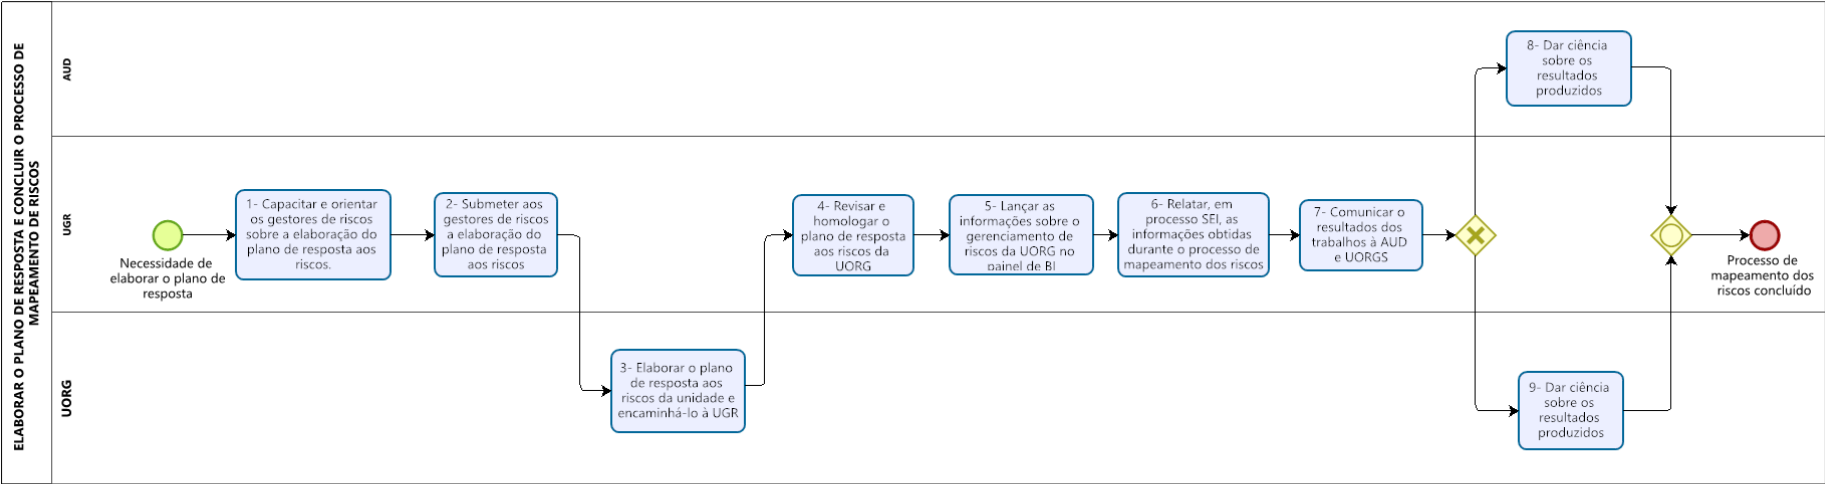 ELABORAR O PLANO DE RESPOSTA E CONCLUIR O PROCESSO DE
MAPEAMENTO DE RISCOS
AUD
UGR
UORG
Necessidade de
elaborar o plano de
resposta
1- Capacitar e orientar
os gestores de riscos
sobre a elaboração do
plano de resposta aos
riscos.
2- Submeter aos
gestores de riscos
a elaboração do
plano de resposta
aos riscos
3- Elaborar o plano
de resposta aos
riscos da unidade e
encaminhá-lo à UGR
4- Revisar e
homologar o
plano de resposta
aos riscos da
UORG
5- Lançar as
informações sobre o
gerenciamento de
riscos da UORG no
painel de BI
6- Relatar, em
processo SEI, as
informações obtidas
durante o processo de
mapeamento dos riscos
7- Comunicar o
resultados dos
trabalhos à AUD
e UORGS
8- Dar ciência
sobre os
resultados
produzidos
9- Dar ciência
sobre os
resultados
produzidos
Processo de
mapeamento dos
riscos concluído